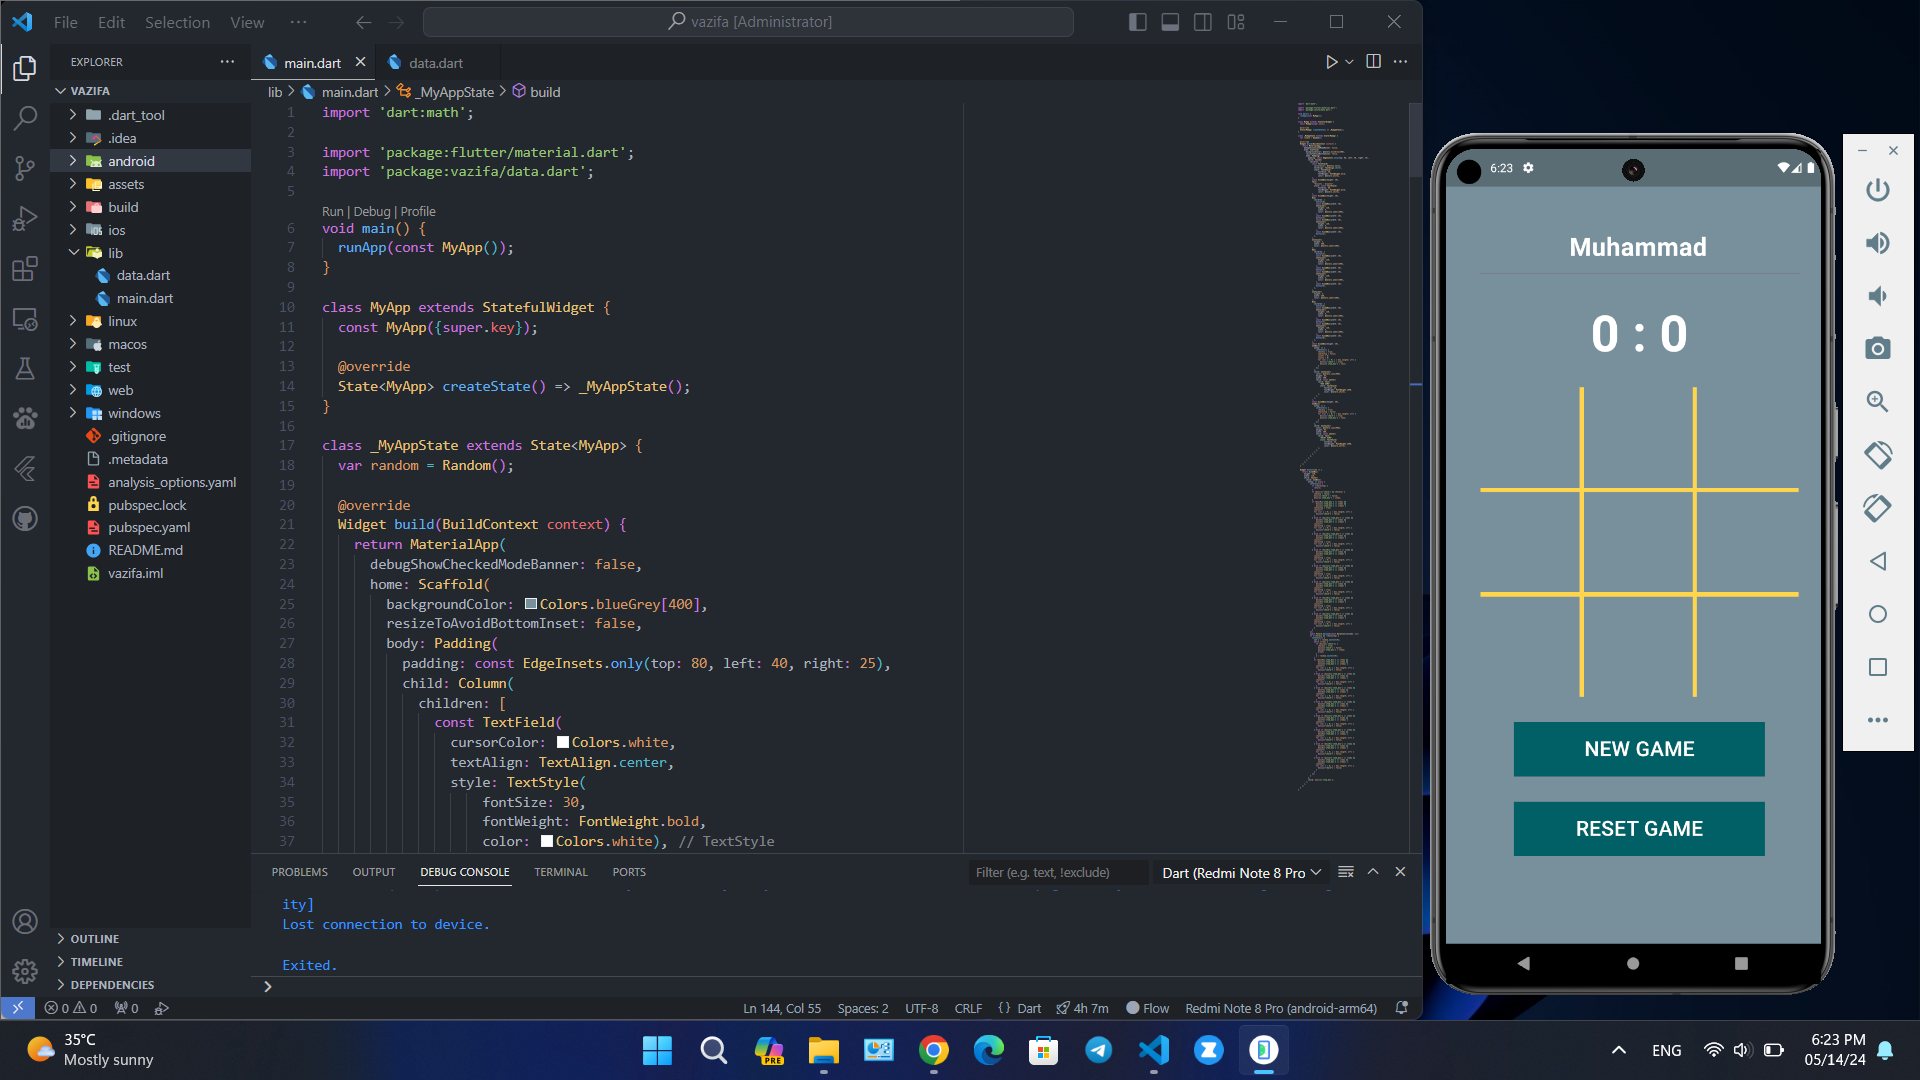 File Edit Selection View ···
vazifa [Administrator]
EXPLORER
VAZIFA
.dart_tool
.idea
android
assets
build
ios
lib
data.dart
main.dart
linux
macos
test
web
windows
.gitignore
.metadata
analysis_options.yaml
pubspec.lock
pubspec.yaml
README.md
vazifa.iml
OUTLINE
TIMELINE
DEPENDENCIES
main.dart
data.dart
lib > main.dart > _MyAppState > build
1 import 'dart:math';
2
3 import 'package:flutter/material.dart';
4 import 'package:vazifa/data.dart';
5
Run | Debug | Profile
6 void main() {
7 runApp(const MyApp());
8 }
9
10 class MyApp extends StatefulWidget {
11 const MyApp({super.key});
12
13 @override
14 State<MyApp> createState() => _MyAppState();
15 }
16
17 class _MyAppState extends State<MyApp> {
18 var random = Random();
19
20 @override
21 Widget build(BuildContext context) {
22 return MaterialApp(
23 debugShowCheckedModeBanner: false,
24 home: Scaffold(
25 backgroundColor: Colors.blueGrey[400],
26 resizeToAvoidBottomInset: false,
27 body: Padding(
28 padding: const EdgeInsets.only(top: 80, left: 40, right: 25),
29 child: Column(
30 children: [
31 const TextField(
32 cursorColor: Colors.white,
33 textAlign: TextAlign.center,
34 style: TextStyle(
35 fontSize: 30,
36 fontWeight: FontWeight.bold,
37 color: Colors.white), // TextStyle
PROBLEMS OUTPUT DEBUG CONSOLE TERMINAL PORTS
Filter (e.g. text, !exclude)
Dart (Redmi Note 8 Pro
ity]
Lost connection to device.
Exited.
0 0 0
Ln 144, Col 55 Spaces: 2 UTF-8 CRLF {} Dart 4h 7m Flow Redmi Note 8 Pro (android-arm64)
6:23
Muhammad
0 : 0
NEW GAME
RESET GAME
35°C
Mostly sunny
PRE
ENG
6:23 PM
05/14/24